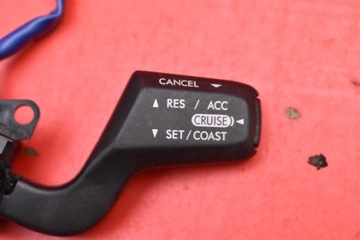 CANCEL
RES / ACC
CRUISE
SET / COAST